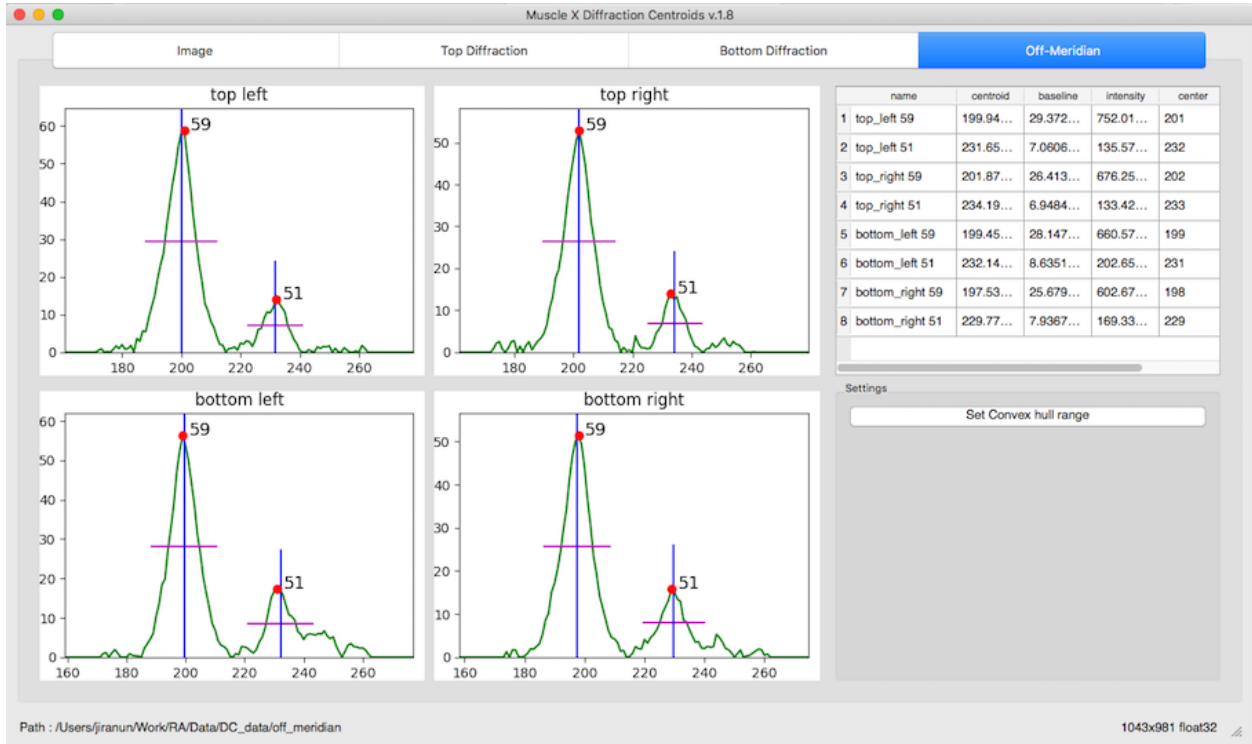 Muscle X Diffraction Centroids v.1.8
Image Top Diffraction Bottom Diffraction Off-Meridian
top left
59
51
60
50
40
30
20
10
0
180 200 220 240 260
top right
59
51
50
40
30
20
10
0
180 200 220 240 260
name centroid baseline intensity center
1 top_left 59 199.94... 29.372... 752.01... 201
2 top_left 51 231.65... 7.0606... 135.57... 232
3 top_right 59 201.87... 26.413... 676.25... 202
4 top_right 51 234.19... 6.9484... 133.42... 233
5 bottom_left 59 199.45... 28.147... 660.57... 199
6 bottom_left 51 232.14... 8.6351... 202.65... 231
7 bottom_right 59 197.53... 25.679... 602.67... 198
8 bottom_right 51 229.77... 7.9367... 169.33... 229
bottom left
59
51
60
50
40
30
20
10
0
160 180 200 220 240 260
bottom right
59
51
50
40
30
20
10
0
160 180 200 220 240 260
Settings
Set Convex hull range
Path : /Users/jiranun/Work/RA/Data/DC_data/off_meridian
1043x981 float32